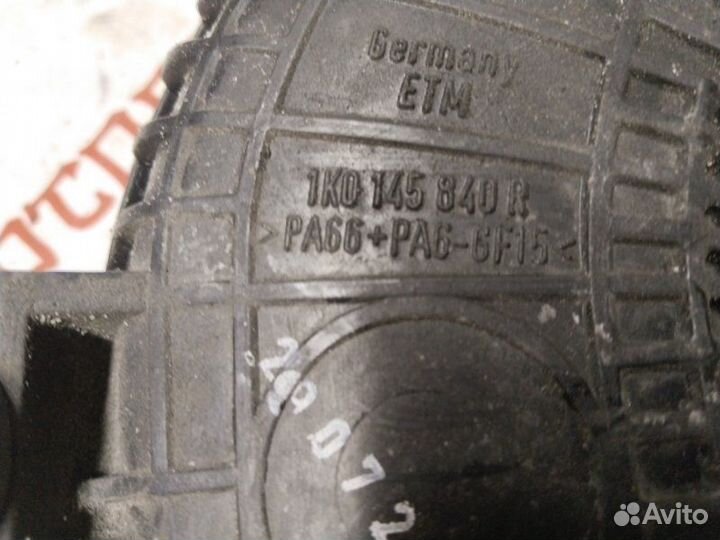 Germany
ETM
1K0 145 840 R
>PA66+PA6-GF15<
Avito